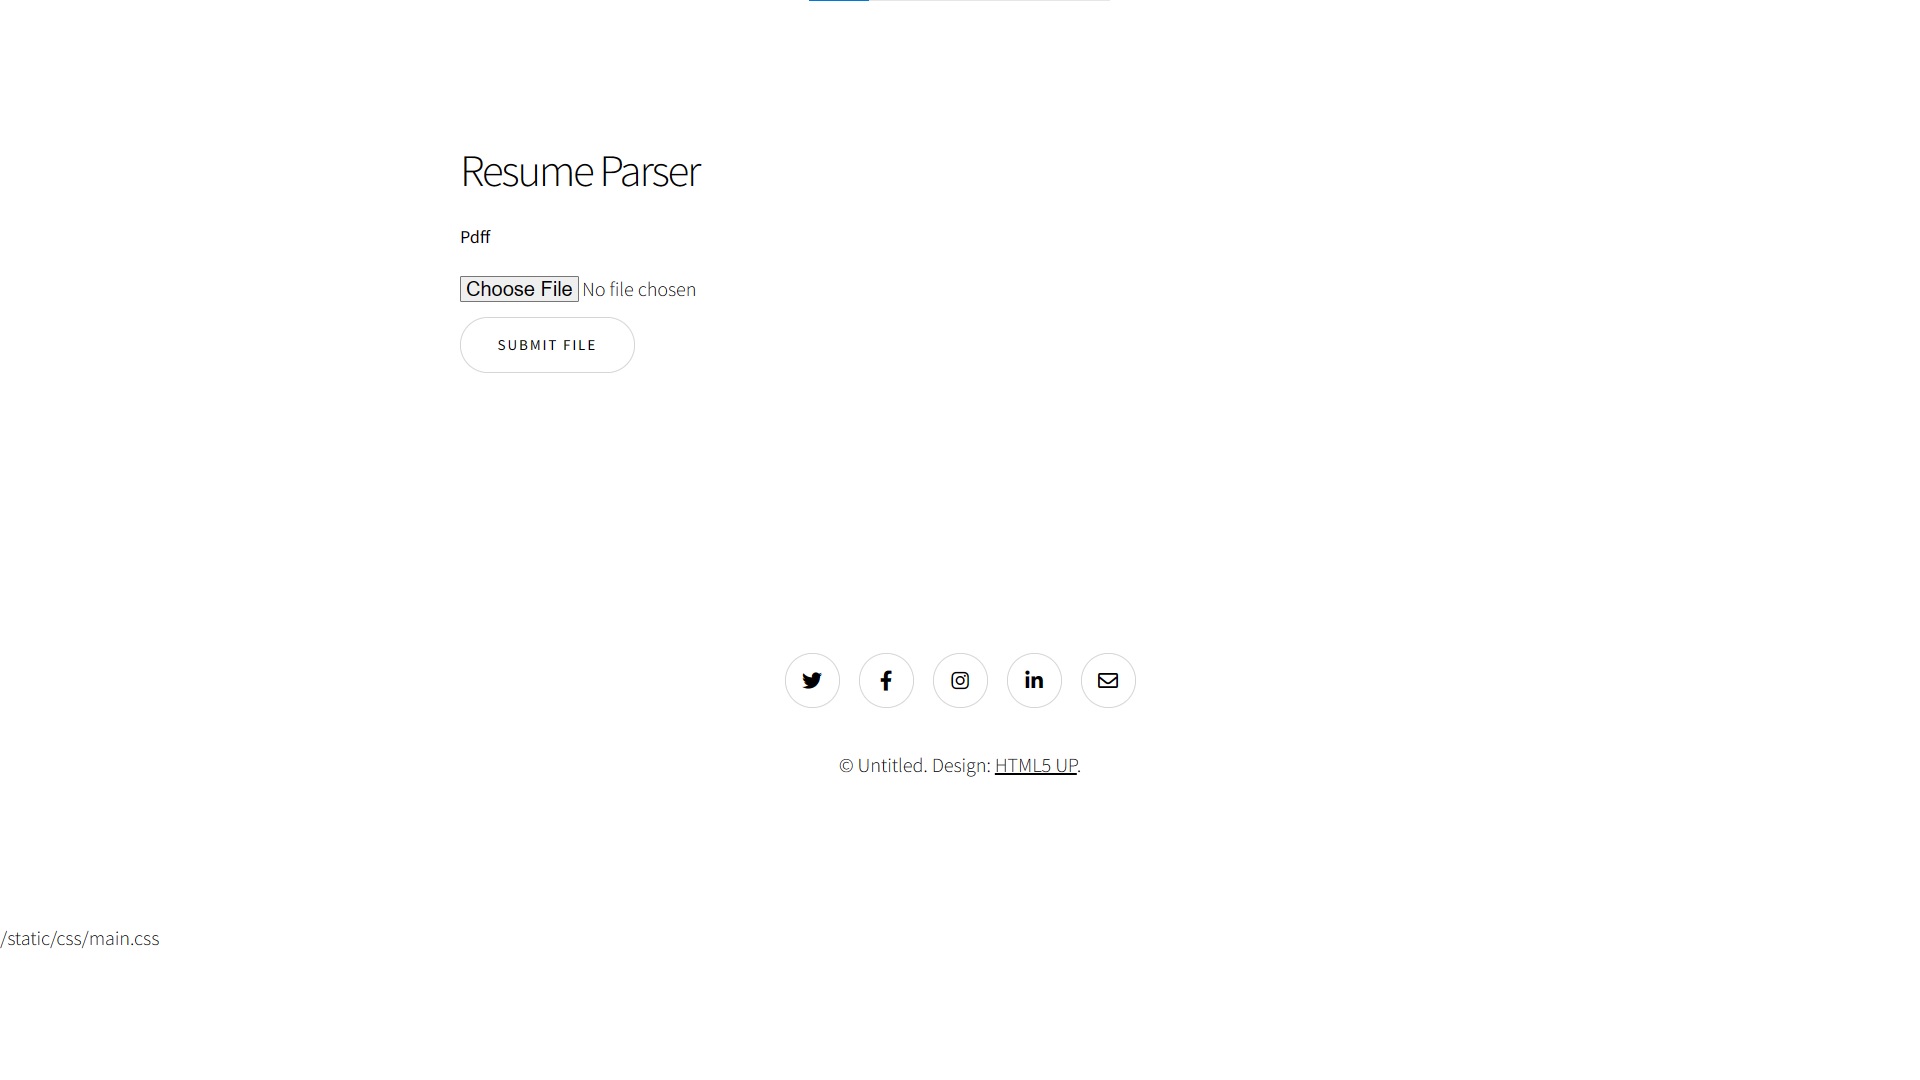 Resume Parser
Pdff
Choose File No file chosen
SUBMIT FILE
© Untitled. Design: HTML5 UP.
/static/css/main.css